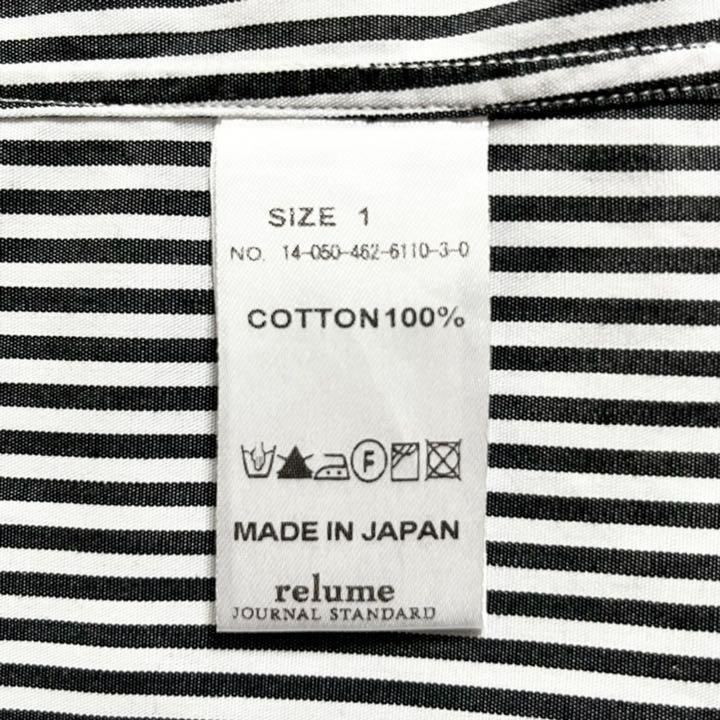 SIZE 1
NO. 14-050-462-6110-3-0
COTTON100%
F
MADE IN JAPAN
relume
JOURNAL STANDARD